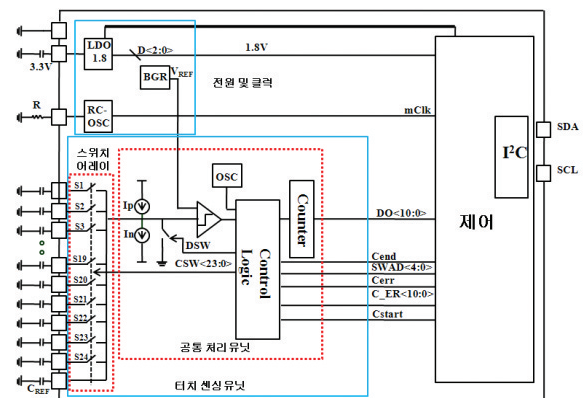 LDO
1.8
D<2:0>
1.8V
3.3V
BGR
VREF
전원 및 클럭
R
RC-
OSC
mClk
SDA
I²C
SCL
스위치
어레이
OSC
S1
S2
S3
Ip
In
Counter
DO<10:0>
제어
DSW
Control
Logic
S19
CSW<23:0>
Cend
SWAD<4:0>
S20
Cerr
S21
C_ER<10:0>
S22
Cstart
S23
S24
공통 처리 유닛
CREF
터치 센싱 유닛